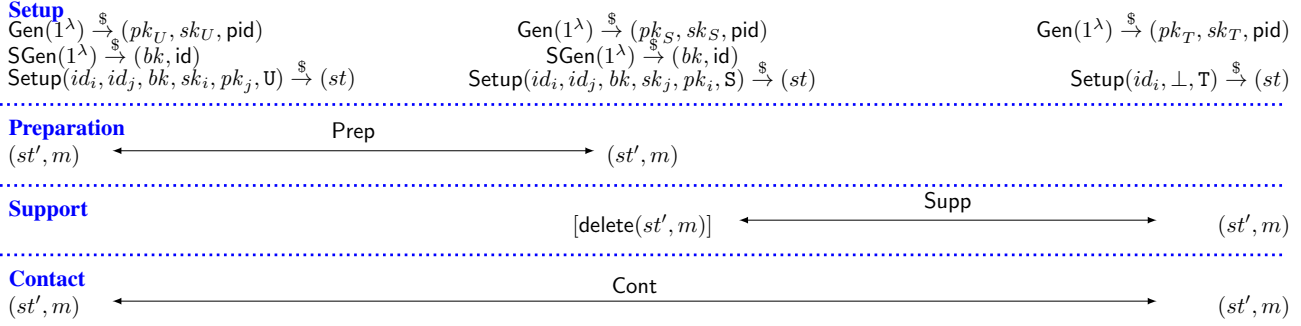 Setup
Gen(1^λ) →^$ (pk_U, sk_U, pid) Gen(1^λ) →^$ (pk_S, sk_S, pid) Gen(1^λ) →^$ (pk_T, sk_T, pid)
SGen(1^λ) →^$ (bk, id) SGen(1^λ) →^$ (bk, id)
Setup(id_i, id_j, bk, sk_i, pk_j, U) →^$ (st) Setup(id_i, id_j, bk, sk_j, pk_i, S) →^$ (st) Setup(id_i, ⊥, T) →^$ (st)
Preparation
Prep
(st′, m) (st′, m)
Support
Supp
[delete(st′, m)] (st′, m)
Contact
Cont
(st′, m) (st′, m)